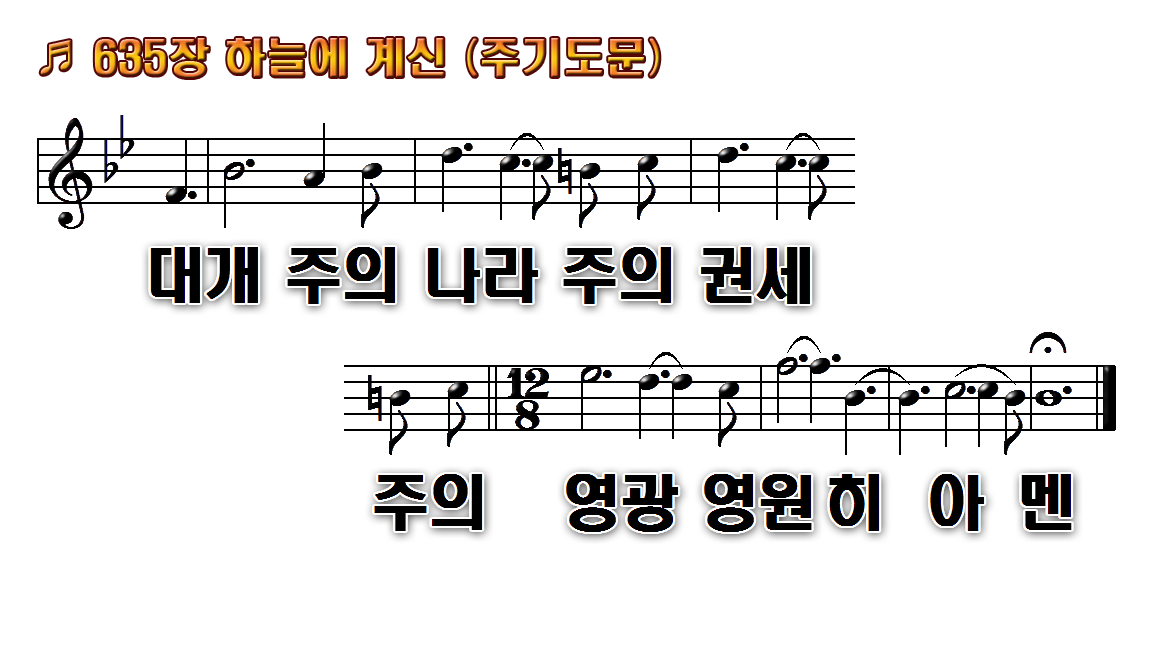 635장 하늘에 계신 (주기도문)
대개 주의 나라 주의 권세
12
8
주의 영광 영원히 아 멘